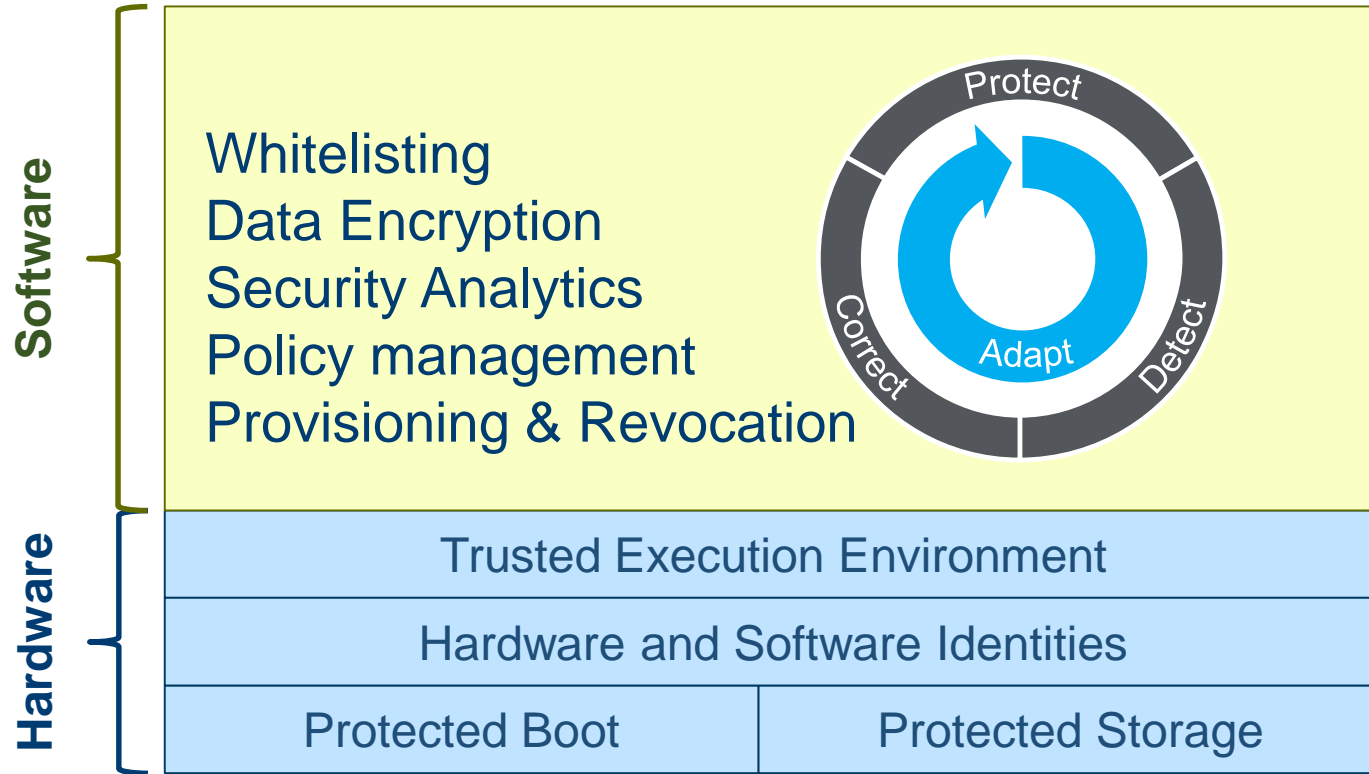 Software
Whitelisting
Data Encryption
Security Analytics
Policy management
Provisioning & Revocation
Protect
Detect
Correct
Adapt
Hardware
Trusted Execution Environment
Hardware and Software Identities
Protected Boot
Protected Storage